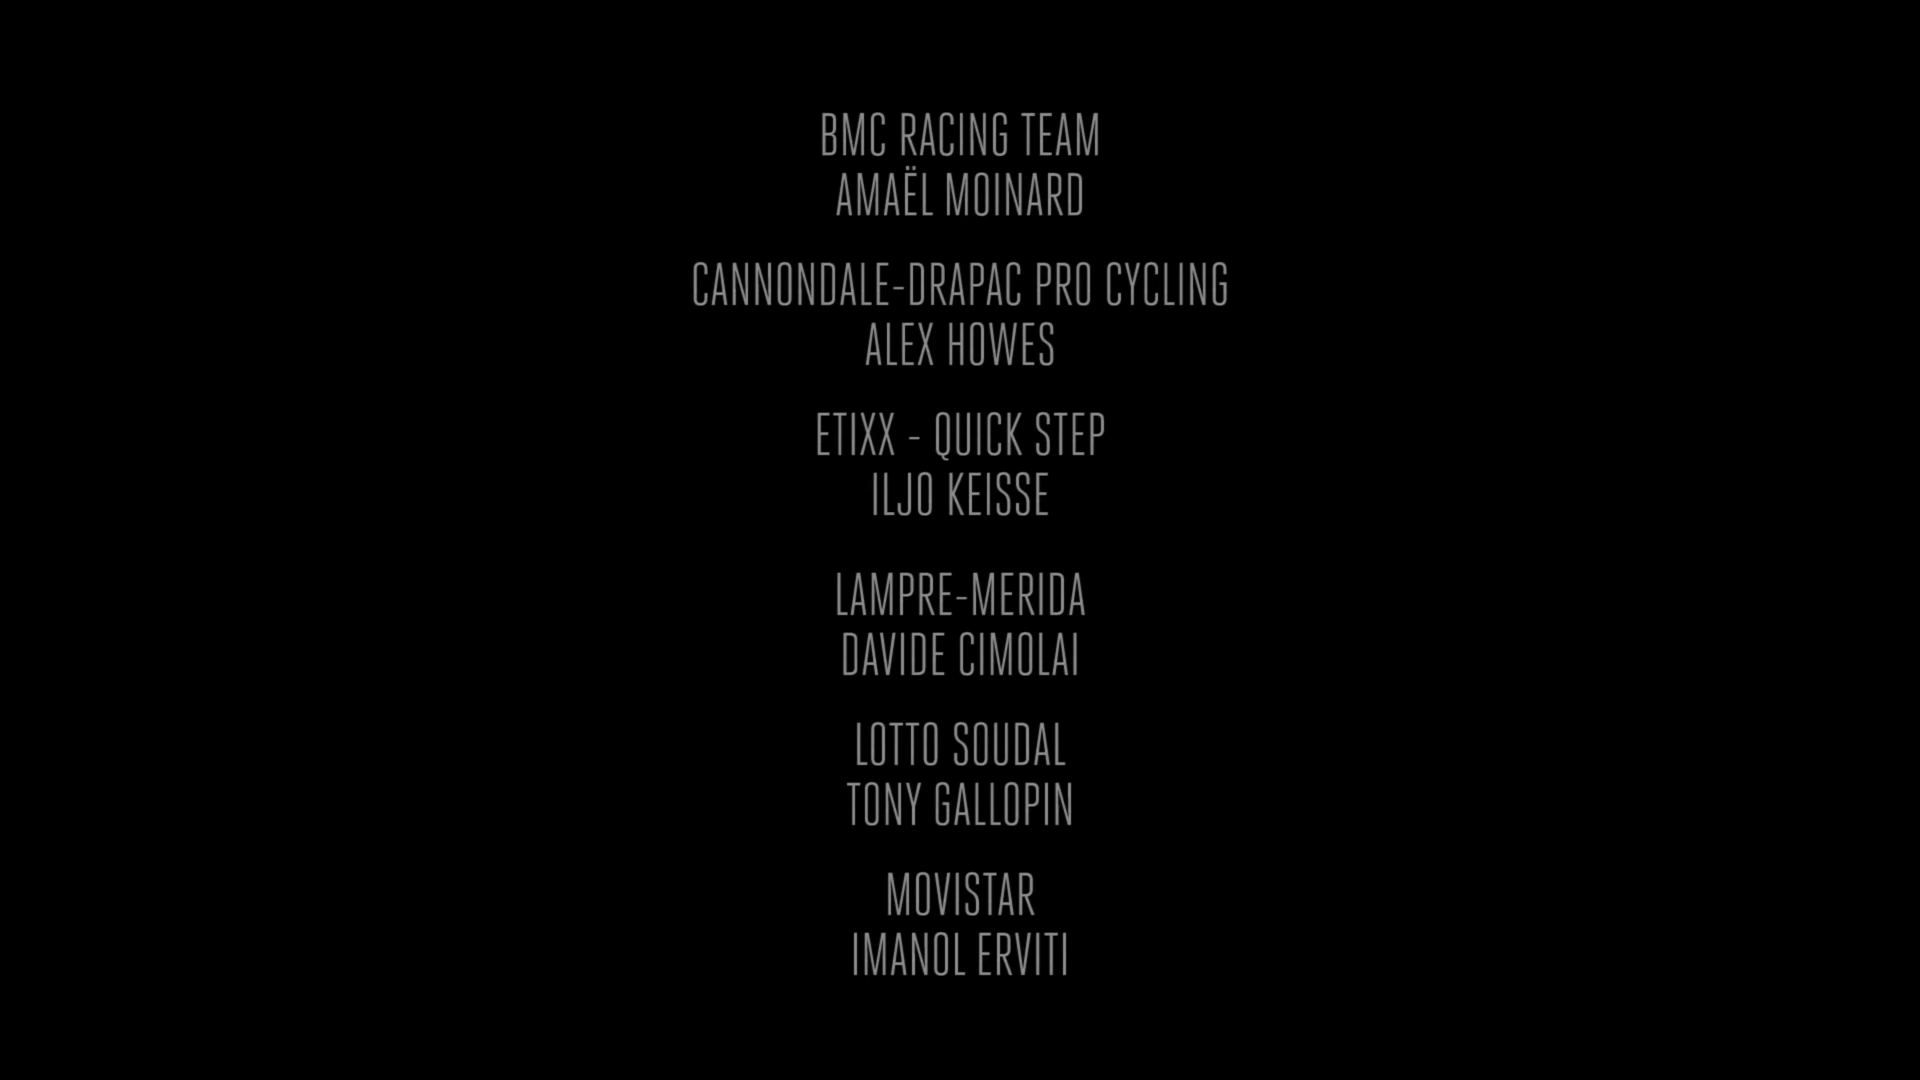 BMC RACING TEAM
AMAËL MOINARD
CANNONDALE-DRAPAC PRO CYCLING
ALEX HOWES
ETIXX - QUICK STEP
ILJO KEISSE
LAMPRE-MERIDA
DAVIDE CIMOLAI
LOTTO SOUDAL
TONY GALLOPIN
MOVISTAR
IMANOL ERVITI